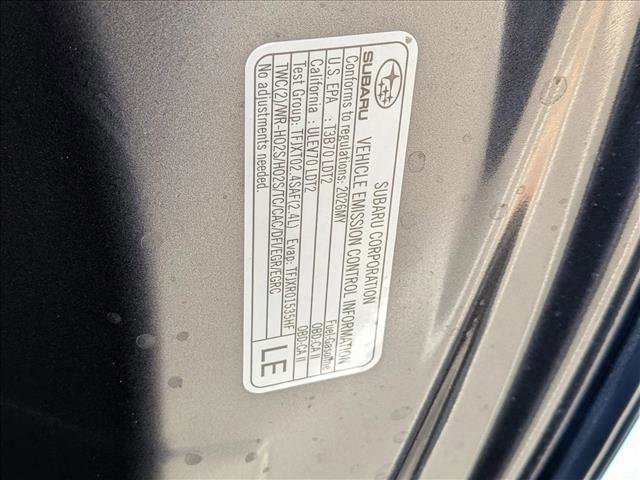 SUBARU CORPORATION
SUBARU VEHICLE EMISSION CONTROL INFORMATION
Conforms to regulations: 2026MY Fuel-Gasoline
U.S. EPA : T3B70 LDT2 OBD-CA II
California : ULEV70 LDT2 OBD-CA II
Test Group: TFJXT02.4SAF(2.4L) Evap: TFJXR01535HF
TWC(2)/WR-HO2S/HO2S/TC/CAC/DFI/EGR/EGRC
No adjustments needed
LE